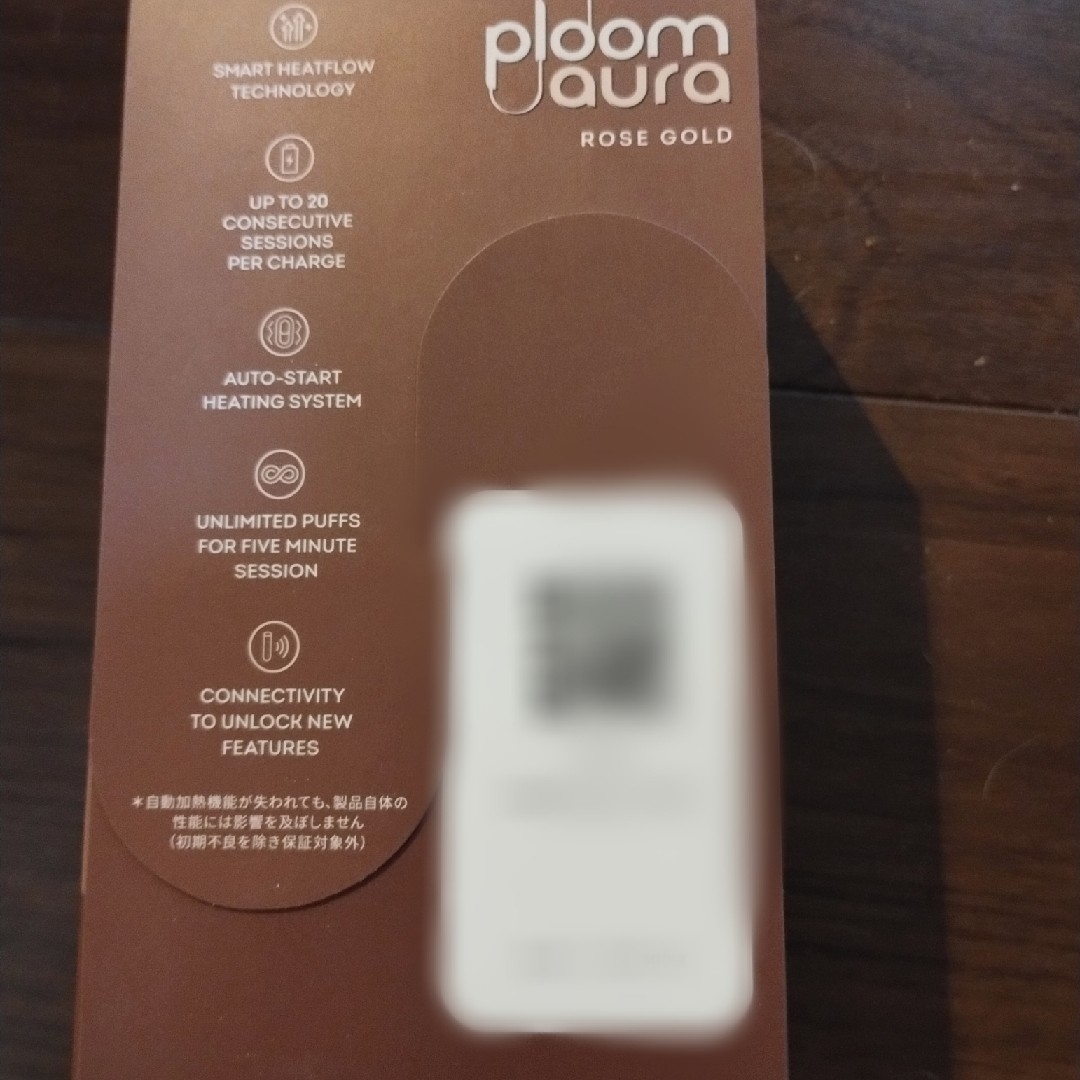 SMART HEATFLOW
TECHNOLOGY
UP TO 20
CONSECUTIVE
SESSIONS
PER CHARGE
AUTO-START
HEATING SYSTEM
UNLIMITED PUFFS
FOR FIVE MINUTE
SESSION
CONNECTIVITY
TO UNLOCK NEW
FEATURES
*自動加熱機能が失われても、製品自体の
性能には影響を及ぼしません
(初期不良を除き保証対象外)
ploom
aura
ROSE GOLD